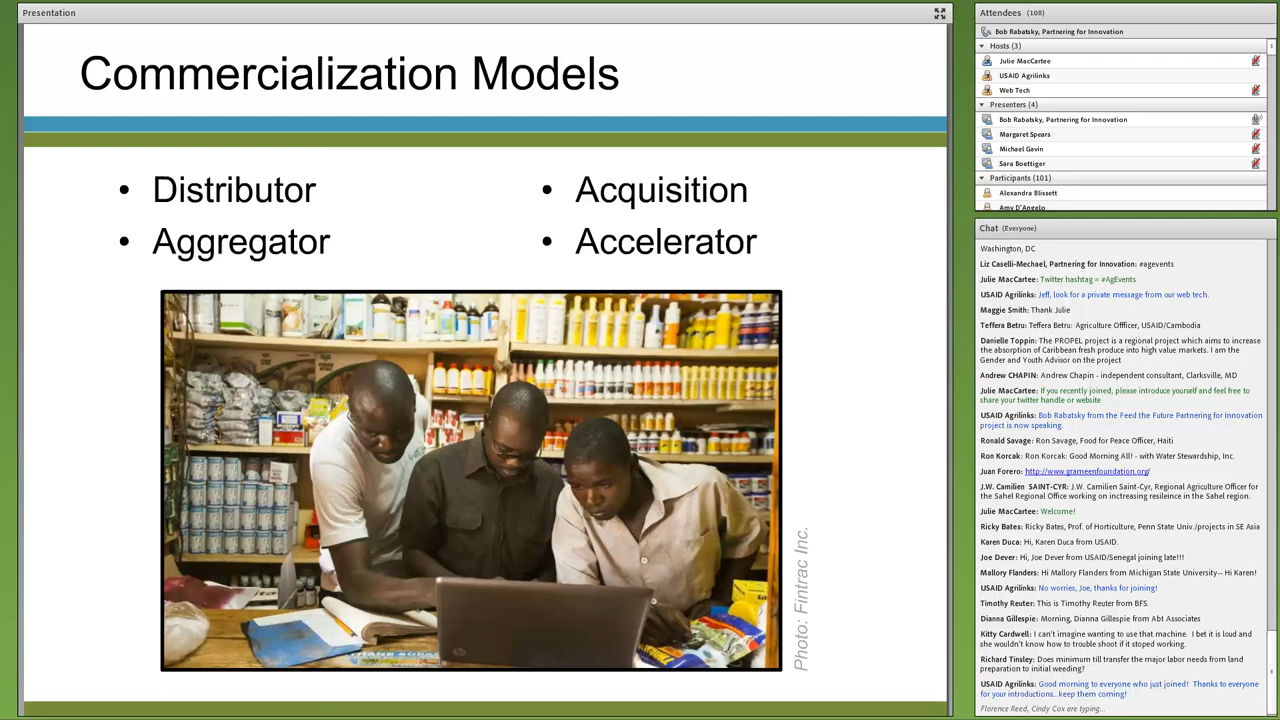 Presentation
Commercialization Models
• Distributor
• Aggregator
• Acquisition
• Accelerator
Photo: Fintrac Inc.
Attendees (108)
Bob Rabatsky, Partnering for Innovation
Hosts (3)
Julie MacCartee
USAID Agrilinks
Web Tech
Presenters (4)
Bob Rabatsky, Partnering for Innovation
Margaret Spears
Michael Gavin
Sara Boettiger
Participants (101)
Alexandra Blissett
Amy D'Angelo
Chat (Everyone)
Washington, DC
Liz Caselli-Mechael, Partnering for Innovation: #agevents
Julie MacCartee: Twitter hashtag = #AgEvents
USAID Agrilinks: Jeff, look for a private message from our web tech.
Maggie Smith: Thank Julie
Teffera Betru: Teffera Betru: Agriculture Offficer, USAID/Cambodia
Danielle Toppin: The PROPEL project is a regional project which aims to increase
the absorption of Caribbean fresh produce into high value markets. I am the
Gender and Youth Advisor on the project
Andrew CHAPIN: Andrew Chapin - independent consultant, Clarksville, MD
Julie MacCartee: If you recently joined, please introduce yourself and feel free to
share your twitter handle or website
USAID Agrilinks: Bob Rabatsky from the Feed the Future Partnering for Innovation
project is now speaking.
Ronald Savage: Ron Savage, Food for Peace Officer, Haiti
Ron Korcak: Ron Korcak: Good Morning All! - with Water Stewardship, Inc.
Juan Forero: http://www.grameenfoundation.org/
J.W. Camilien SAINT-CYR: J.W. Camilien Saint-Cyr, Regional Agriculture Officer for
the Sahel Regional Office working on inctreasing resileince in the Sahel region.
Julie MacCartee: Welcome!
Ricky Bates: Ricky Bates, Prof. of Horticulture, Penn State Univ./projects in SE Asia
Karen Duca: Hi, Karen Duca from USAID.
Joe Dever: Hi, Joe Dever from USAID/Senegal joining late!!!
Mallory Flanders: Hi Mallory Flanders from Michigan State University-- Hi Karen!
USAID Agrilinks: No worries, Joe, thanks for joining!
Timothy Reuter: This is Timothy Reuter from BFS.
Dianna Gillespie: Morning, Dianna Gillespie from Abt Associates
Kitty Cardwell: I can't imagine wanting to use that machine. I bet it is loud and
she wouldn't know how to trouble shoot if it stoped working.
Richard Tinsley: Does minimum till transfer the major labor needs from land
preparation to initial weeding?
USAID Agrilinks: Good morning to everyone who just joined! Thanks to everyone
for your introductions...keep them coming!
Florence Reed, Cindy Cox are typing...